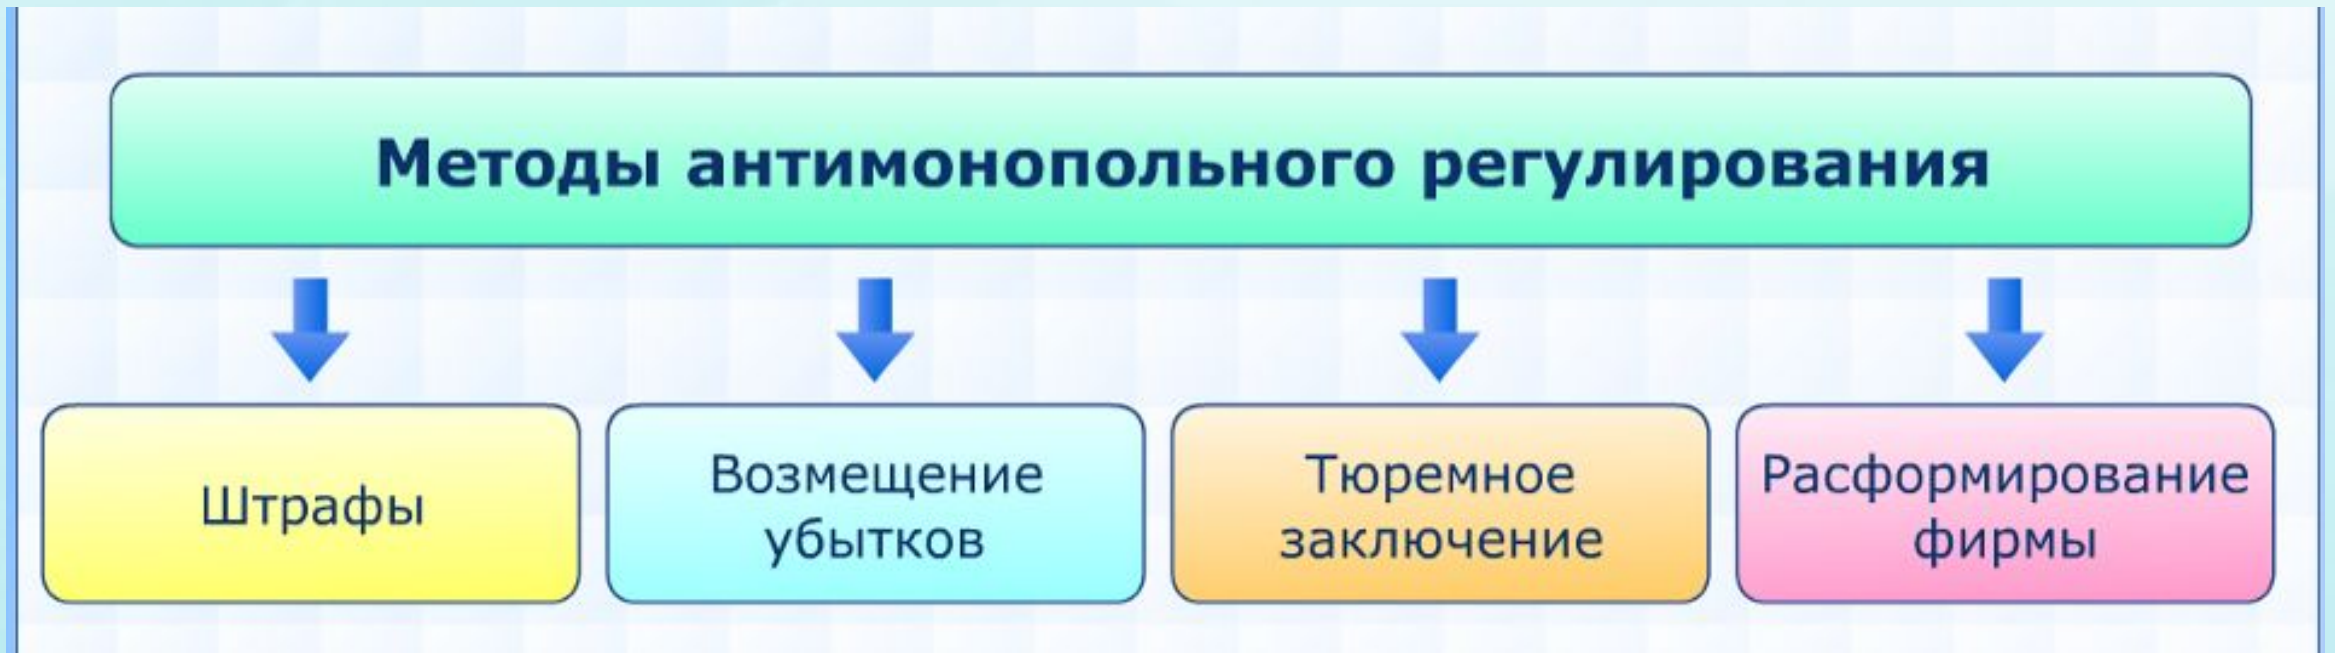 Методы антимонопольного регулирования
Штрафы
Возмещение
убытков
Тюремное
заключение
Расформирование
фирмы